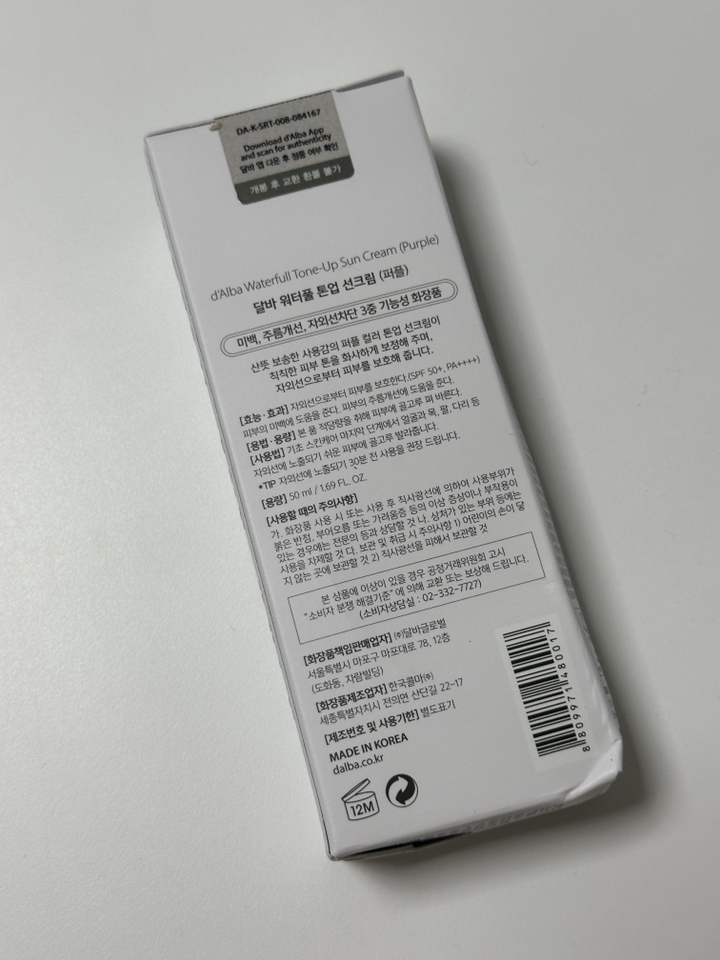 DA-K-SRT-008-084167
Download d'Alba App
and scan for authenticity
달바 앱 다운 후 정품 여부 확인
개봉 후 교환 환불 불가
d'Alba Waterfull Tone-Up Sun Cream (Purple)
달바 워터풀 톤업 선크림 (퍼플)
미백, 주름개선, 자외선차단 3중 기능성 화장품
산뜻 보송한 사용감의 퍼플 컬러 톤업 선크림이
칙칙한 피부 톤을 화사하게 보정해 주며,
자외선으로부터 피부를 보호해 줍니다.
[효능·효과] 자외선으로부터 피부를 보호한다.(SPF 50+, PA++++)
피부의 미백에 도움을 준다. 피부의 주름개선에 도움을 준다.
[용법·용량] 본 품 적당량을 취해 피부에 골고루 펴 바른다.
[사용법] 기초 스킨케어 마지막 단계에서 얼굴과 목, 팔, 다리 등
자외선에 노출되기 쉬운 피부에 골고루 발라줍니다.
*TIP 자외선에 노출되기 30분 전 사용을 권장 드립니다.
[용량] 50 ml / 1.69 FL. OZ.
[사용할 때의 주의사항]
가. 화장품 사용 시 또는 사용 후 직사광선에 의하여 사용부위가
붉은 반점, 부어오름 또는 가려움증 등의 이상 증상이나 부작용이
있는 경우에는 전문의 등과 상담할 것 나. 상처가 있는 부위 등에는
사용을 자제할 것 다. 보관 및 취급 시 주의사항 1) 어린이의 손이 닿
지 않는 곳에 보관할 것 2) 직사광선을 피해서 보관할 것
본 상품에 이상이 있을 경우 공정거래위원회 고시
"소비자 분쟁 해결기준" 에 의해 교환 또는 보상해 드립니다.
(소비자상담실 : 02-332-7727)
[화장품책임판매업자] ㈜달바글로벌
서울특별시 마포구 마포대로 78, 12층
(도화동, 자람빌딩)
[화장품제조업자] 한국콜마㈜
세종특별자치시 전의면 산단길 22-17
[제조번호 및 사용기한] 별도표기
MADE IN KOREA
dalba.co.kr
12M
8809971480017